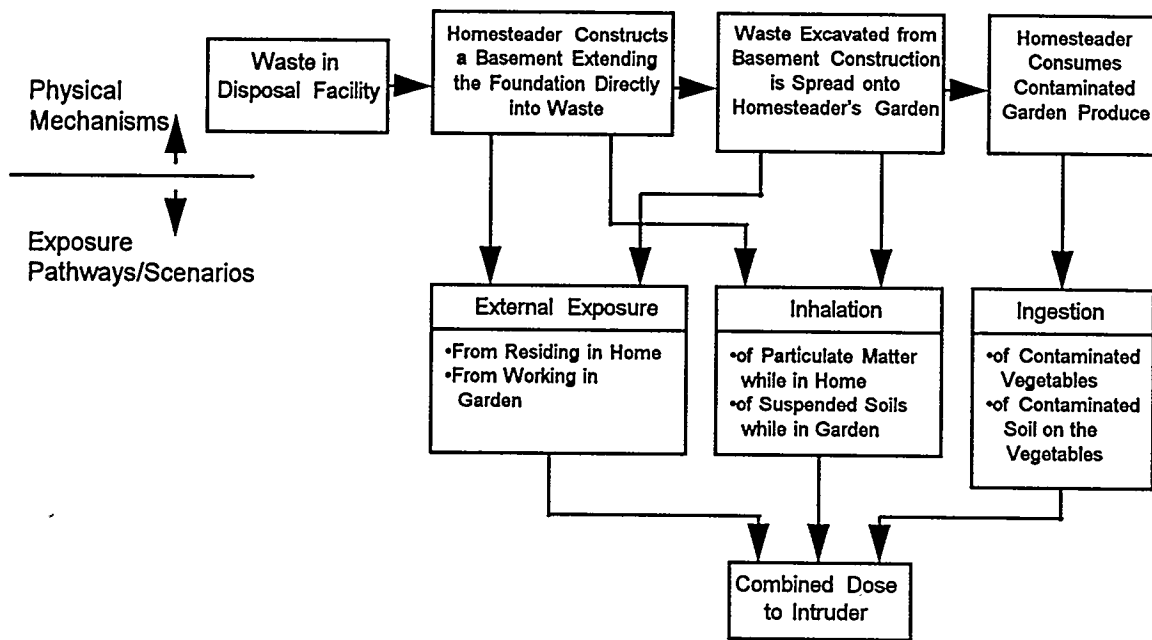 Physical
Mechanisms
Exposure
Pathways/Scenarios
Waste in
Disposal Facility
Homesteader Constructs
a Basement Extending
the Foundation Directly
into Waste
Waste Excavated from
Basement Construction
is Spread onto
Homesteader's Garden
Homesteader
Consumes
Contaminated
Garden Produce
External Exposure
•From Residing in Home
•From Working in
Garden
Inhalation
•of Particulate Matter
while in Home
•of Suspended Soils
while in Garden
Ingestion
•of Contaminated
Vegetables
•of Contaminated
Soil on the
Vegetables
Combined Dose
to Intruder